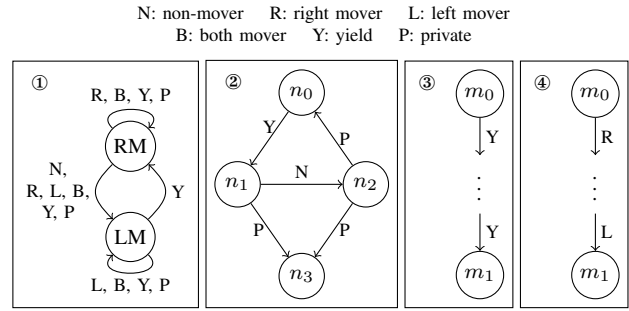 N: non-mover R: right mover L: left mover
B: both mover Y: yield P: private
①
R, B, Y, P
RM
N,
R, L, B,
Y, P
Y
LM
L, B, Y, P
②
n0
Y
P
n1
N
n2
P
P
n3
③
m0
Y
⋮
Y
m1
④
m0
R
⋮
L
m1